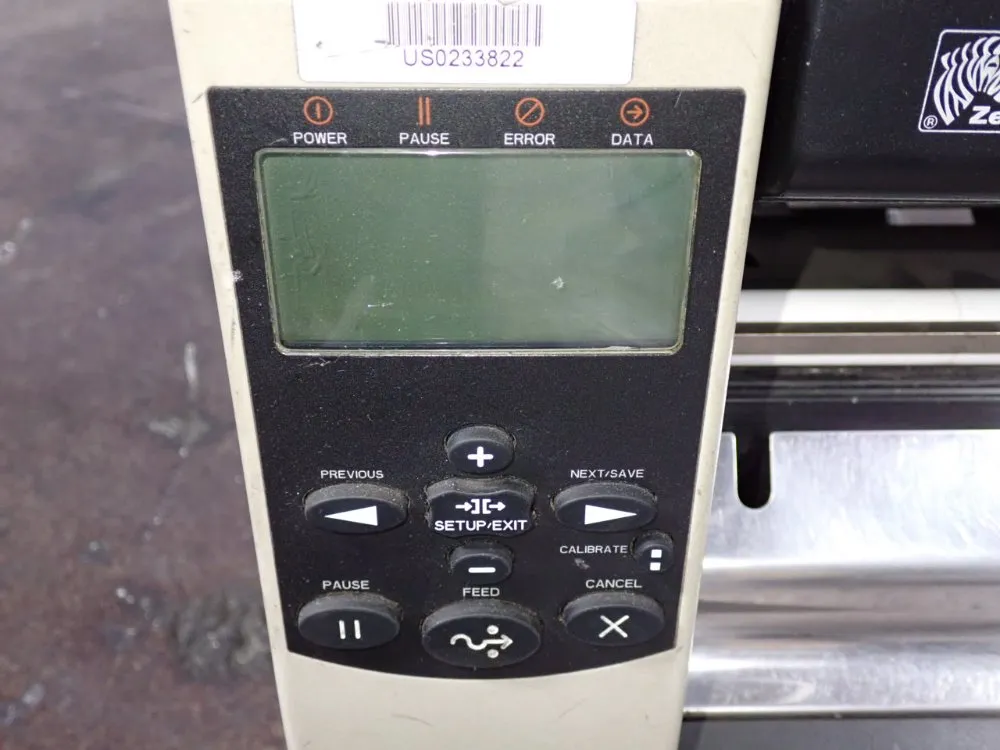 US0233822
POWER PAUSE ERROR DATA
®
PREVIOUS
+
NEXT/SAVE
SETUP/EXIT
CALIBRATE
-
PAUSE
FEED
CANCEL